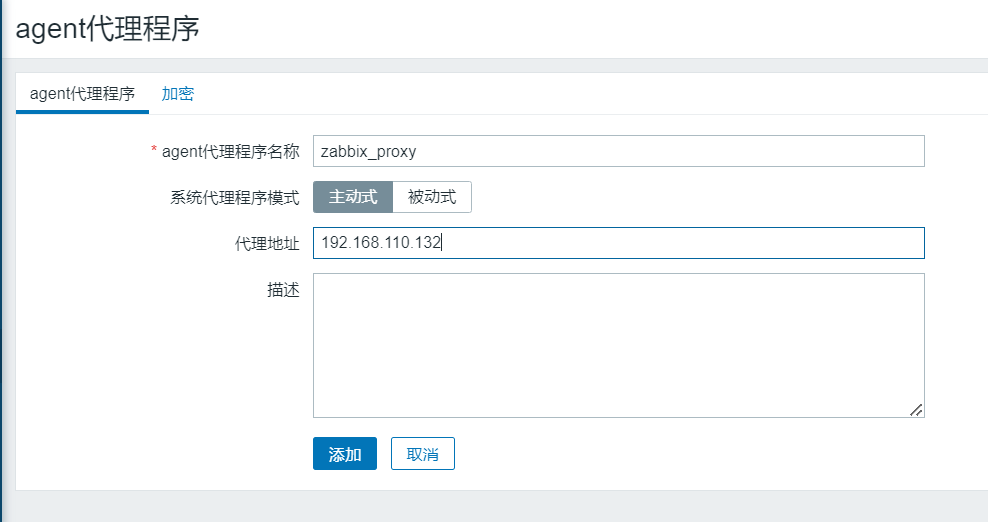 agent代理程序
agent代理程序 加密
* agent代理程序名称 zabbix_proxy
系统代理程序模式 主动式 被动式
代理地址 192.168.110.132
描述
添加 取消